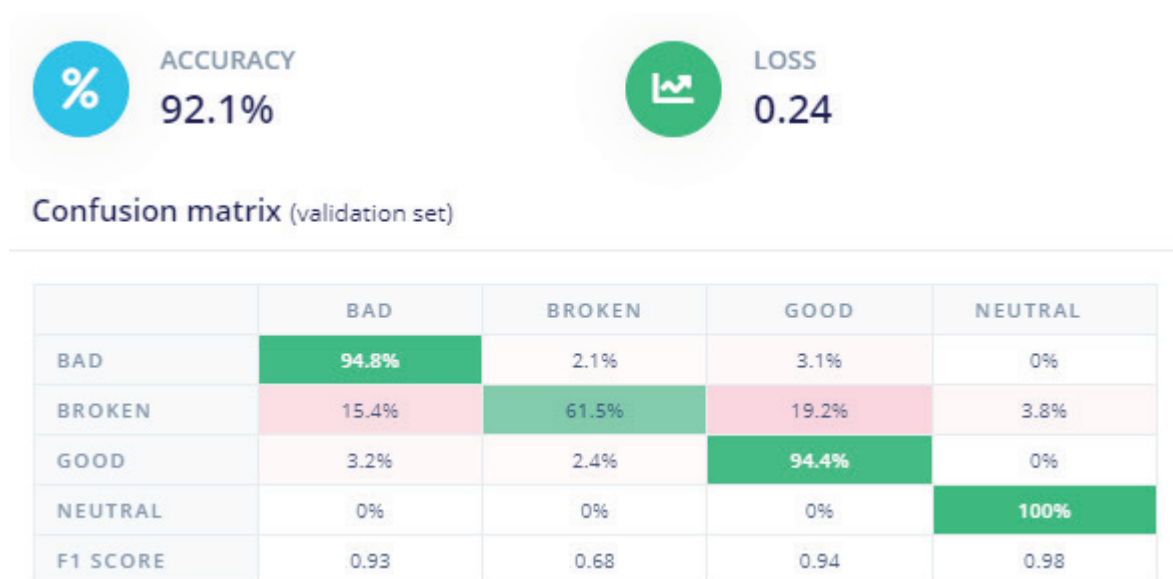 % ACCURACY LOSS
92.1% 0.24
Confusion matrix (validation set)
BAD BROKEN GOOD NEUTRAL
BAD 94.8% 2.1% 3.1% 0%
BROKEN 15.4% 61.5% 19.2% 3.8%
GOOD 3.2% 2.4% 94.4% 0%
NEUTRAL 0% 0% 0% 100%
F1 SCORE 0.93 0.68 0.94 0.98